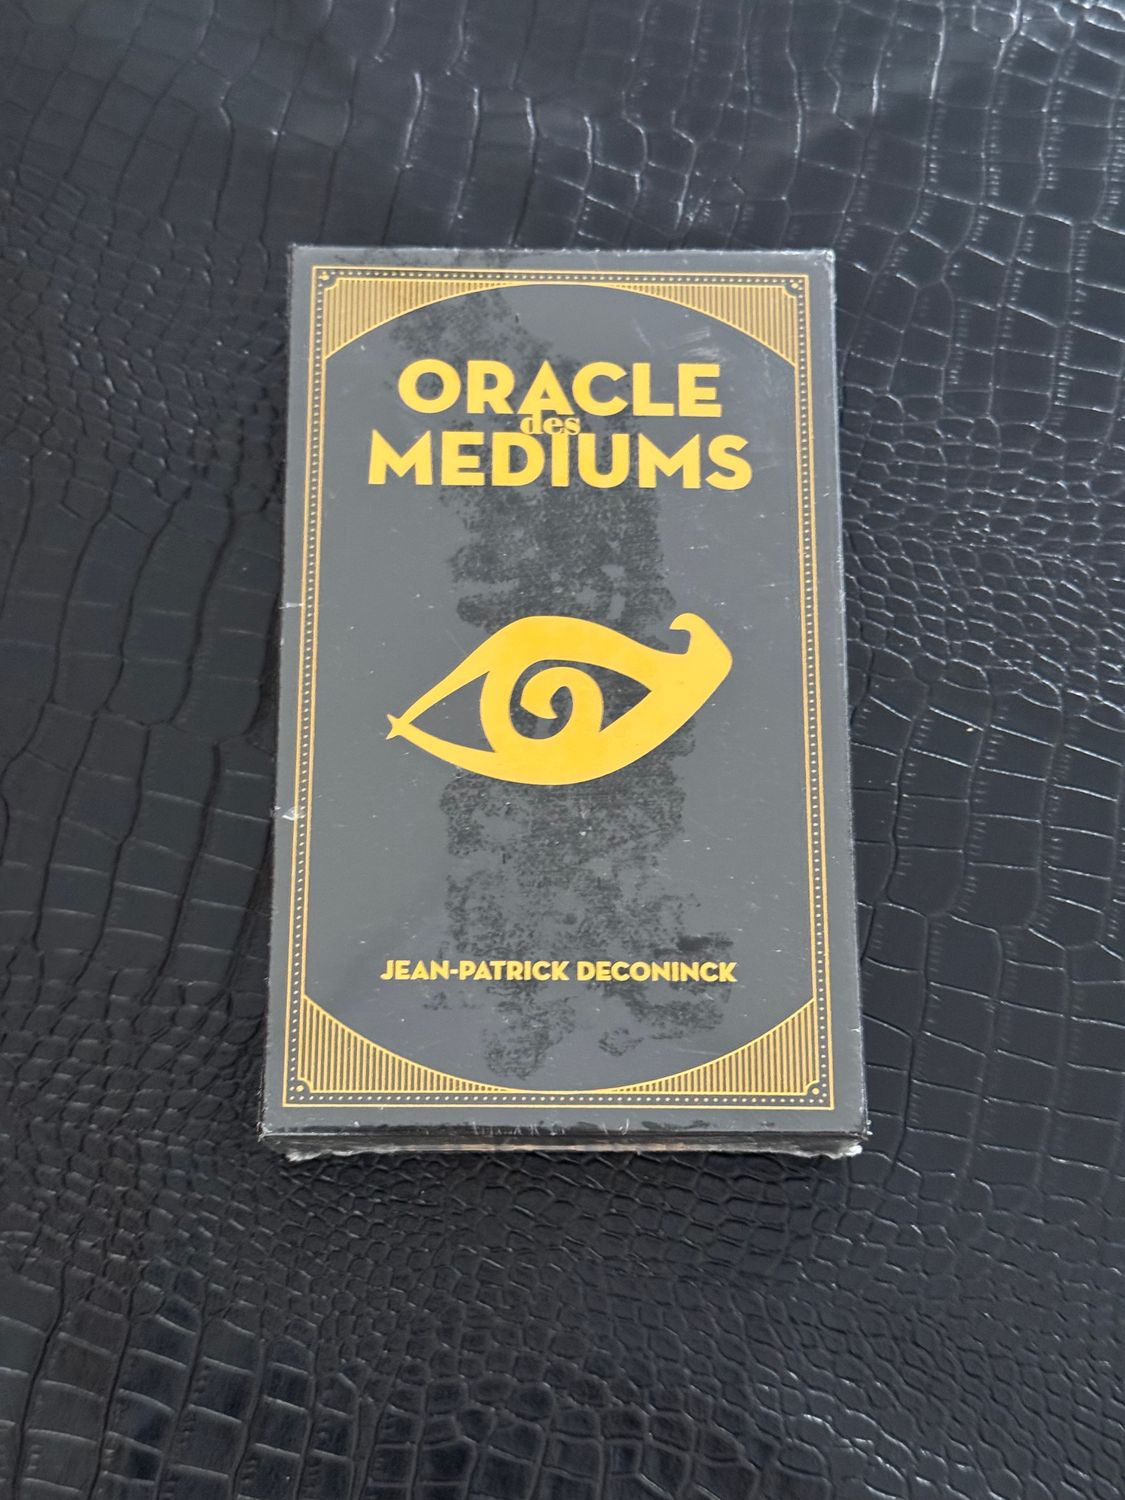 ORACLE
des
MEDIUMS
JEAN-PATRICK DECONINCK